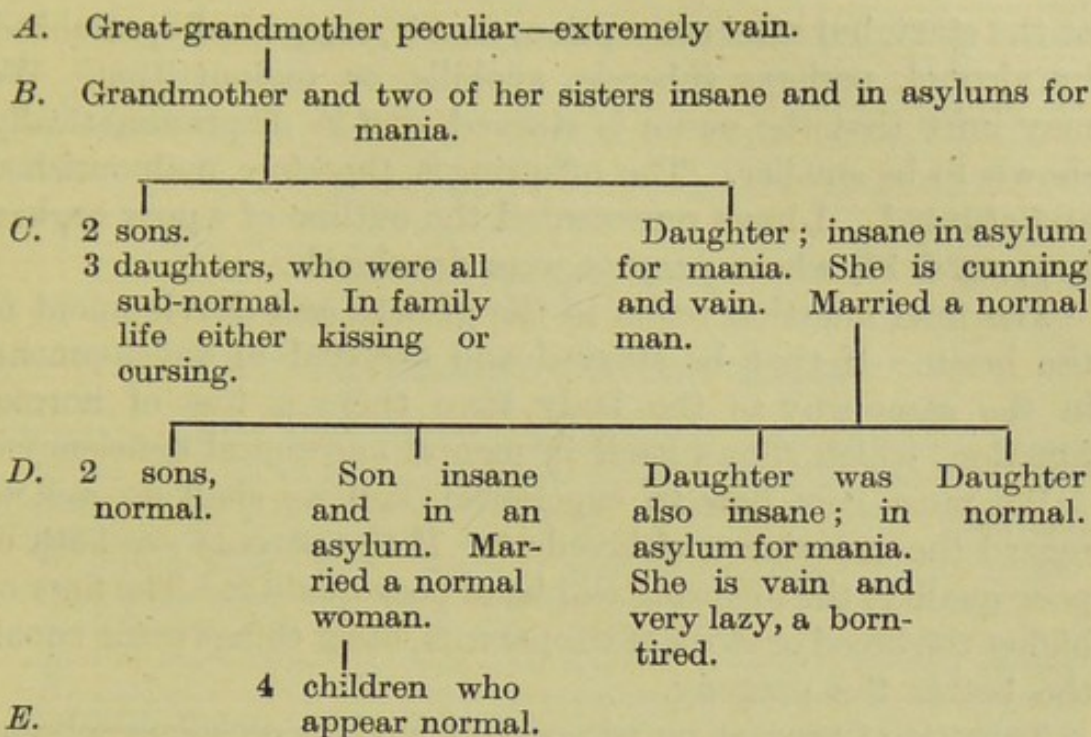 A. Great-grandmother peculiar—extremely vain.
B. Grandmother and two of her sisters insane and in asylums for
mania.
C. 2 sons.
3 daughters, who were all
sub-normal. In family
life either kissing or
oursing.
Daughter ; insane in asylum
for mania. She is cunning
and vain. Married a normal
man.
D. 2 sons,
normal.
Son insane
and in an
asylum. Mar-
ried a normal
woman.
Daughter was
also insane ; in
asylum for mania.
She is vain and
very lazy, a born-
tired.
Daughter
normal.
E. 4 children who
appear normal.